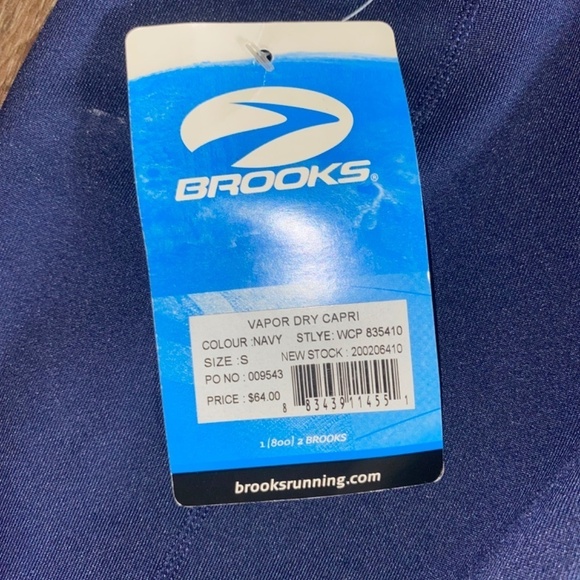 BROOKS®
VAPOR DRY CAPRI
COLOUR :NAVY STLYE: WCP 835410
SIZE :S NEW STOCK : 200206410
PO NO : 009543
PRICE : $64.00
8 83439 11455 1
1 (800) 2 BROOKS
brooksrunning.com